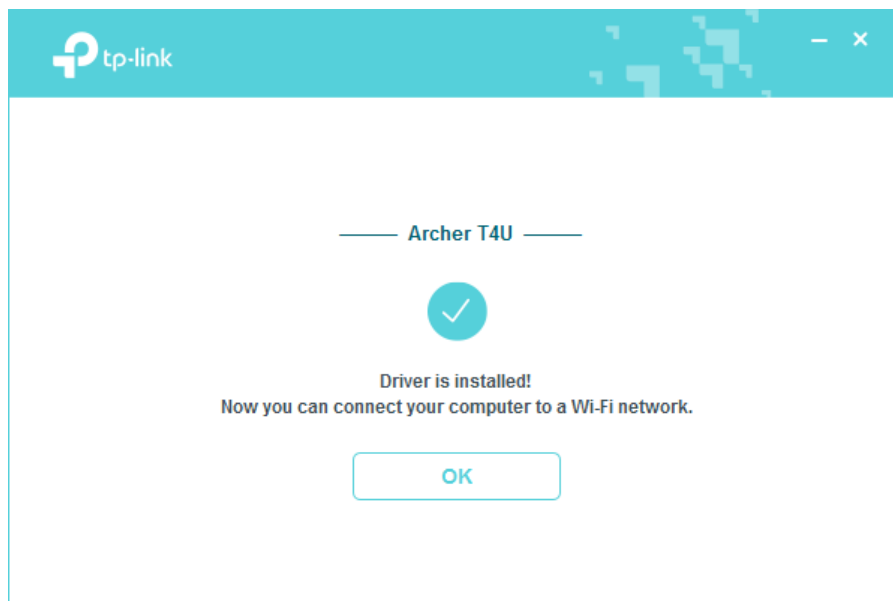 tp-link
Archer T4U
Driver is installed!
Now you can connect your computer to a Wi-Fi network.
OK